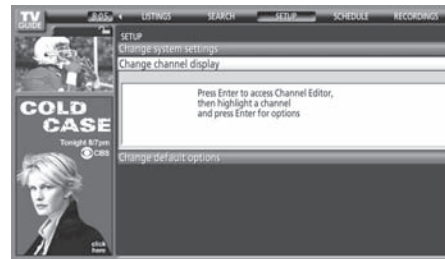 TV
GUIDE
8:05
LISTINGS
SEARCH
SETUP
SCHEDULE
RECORDINGS
SETUP
Change system settings
Change channel display
Press Enter to access Channel Editor,
then highlight a channel
and press Enter for options
Change default options
COLD
CASE
Tonight 8/7pm
CBS
click
here